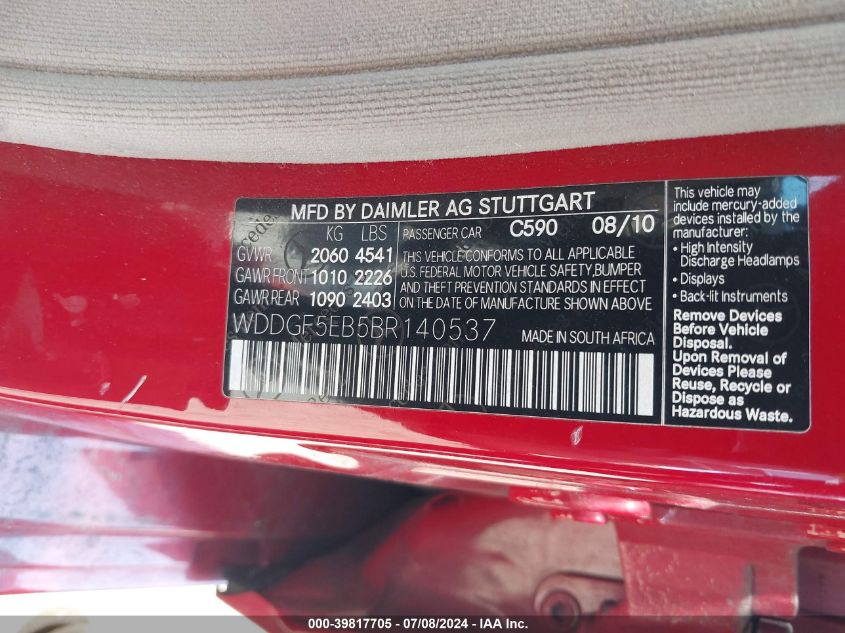 MFD BY DAIMLER AG STUTTGART
KG LBS
GVWR 2060 4541
GAWR FRONT 1010 2226
GAWR REAR 1090 2403
PASSENGER CAR C590 08/10
THIS VEHICLE CONFORMS TO ALL APPLICABLE
U.S. FEDERAL MOTOR VEHICLE SAFETY,BUMPER
AND THEFT PREVENTION STANDARDS IN EFFECT
ON THE DATE OF MANUFACTURE SHOWN ABOVE
WDDGF5EB5BR140537 MADE IN SOUTH AFRICA
This vehicle may
include mercury-added
devices installed by the
manufacturer:
• High Intensity
Discharge Headlamps
• Displays
• Back-lit Instruments
Remove Devices
Before Vehicle
Disposal.
Upon Removal of
Devices Please
Reuse, Recycle or
Dispose as
Hazardous Waste.
000-39817705 - 07/08/2024 - IAA Inc.